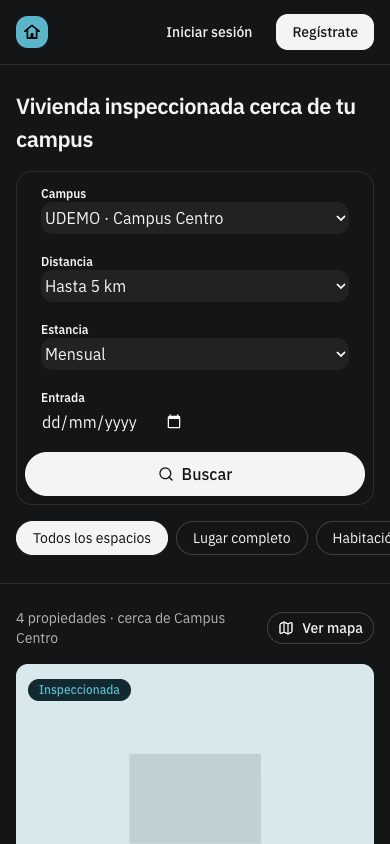 Iniciar sesión
Regístrate
Vivienda inspeccionada cerca de tu
campus
Campus
UDEMO · Campus Centro
Distancia
Hasta 5 km
Estancia
Mensual
Entrada
dd/mm/yyyy
Buscar
Todos los espacios
Lugar completo
Habitació
4 propiedades · cerca de Campus
Centro
Ver mapa
Inspeccionada